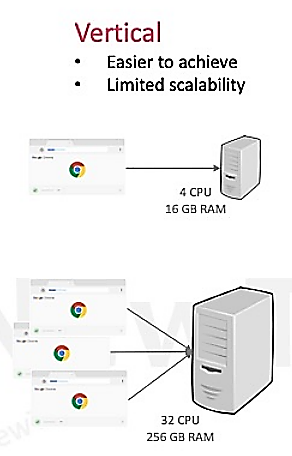 Vertical
• Easier to achieve
• Limited scalability
4 CPU
16 GB RAM
32 CPU
256 GB RAM